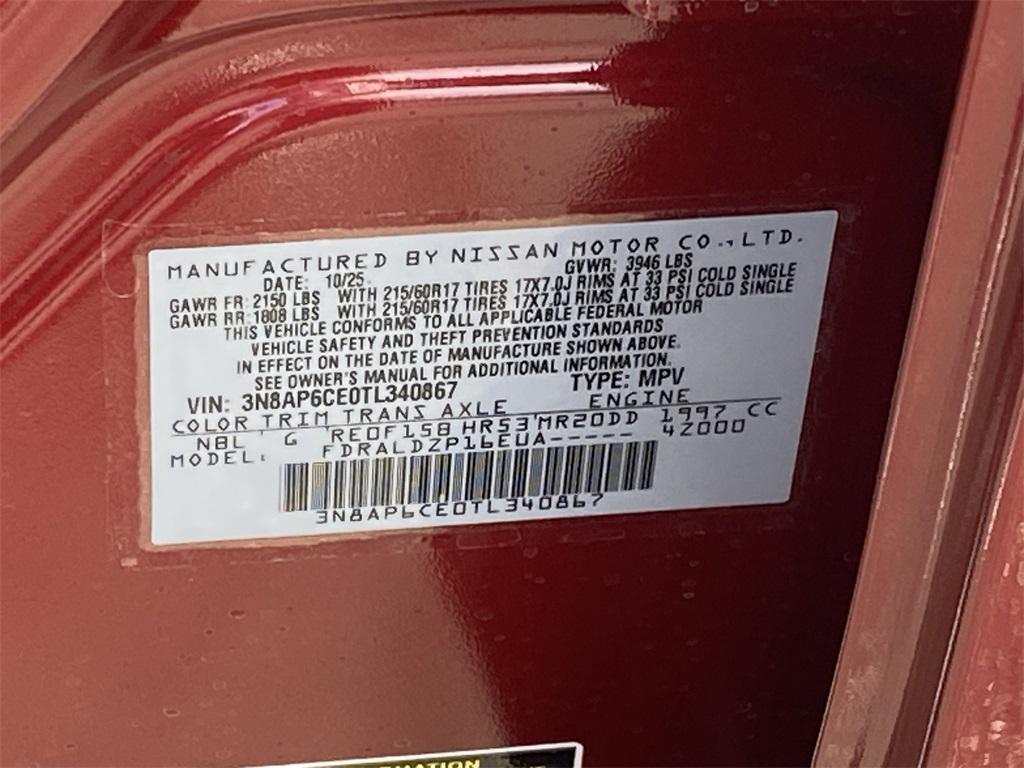 MANUFACTURED BY NISSAN MOTOR CO., LTD.
DATE: 10/25 GVWR: 3946 LBS
GAWR FR: 2150 LBS WITH 215/60R17 TIRES 17X7.0J RIMS AT 33 PSI COLD SINGLE
GAWR RR: 1808 LBS WITH 215/60R17 TIRES 17X7.0J RIMS AT 33 PSI COLD SINGLE
THIS VEHICLE CONFORMS TO ALL APPLICABLE FEDERAL MOTOR
VEHICLE SAFETY AND THEFT PREVENTION STANDARDS
IN EFFECT ON THE DATE OF MANUFACTURE SHOWN ABOVE.
SEE OWNER'S MANUAL FOR ADDITIONAL INFORMATION.
VIN: 3N8AP6CE0TL340867 TYPE: MPV
COLOR TRIM TRANS AXLE ENGINE
NBL G RE0F15B HR53 MR20DD 1997 CC
MODEL: FDRALDZP16EUA----- 42000
3N8AP6CE0TL340867